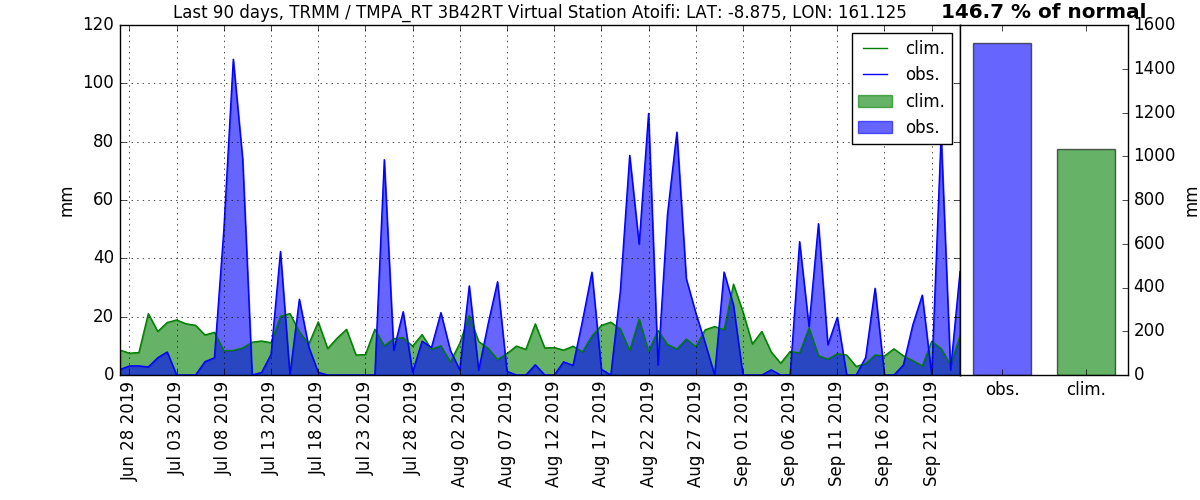 Last 90 days, TRMM / TMPA_RT 3B42RT Virtual Station Atoifi: LAT: -8.875, LON: 161.125
146.7 % of normal
120
100
80
60
40
20
0
mm
clim.
obs.
clim.
obs.
1600
1400
1200
1000
800
600
400
200
0
mm
obs.
clim.
Jun 28 2019
Jul 03 2019
Jul 08 2019
Jul 13 2019
Jul 18 2019
Jul 23 2019
Jul 28 2019
Aug 02 2019
Aug 07 2019
Aug 12 2019
Aug 17 2019
Aug 22 2019
Aug 27 2019
Sep 01 2019
Sep 06 2019
Sep 11 2019
Sep 16 2019
Sep 21 2019